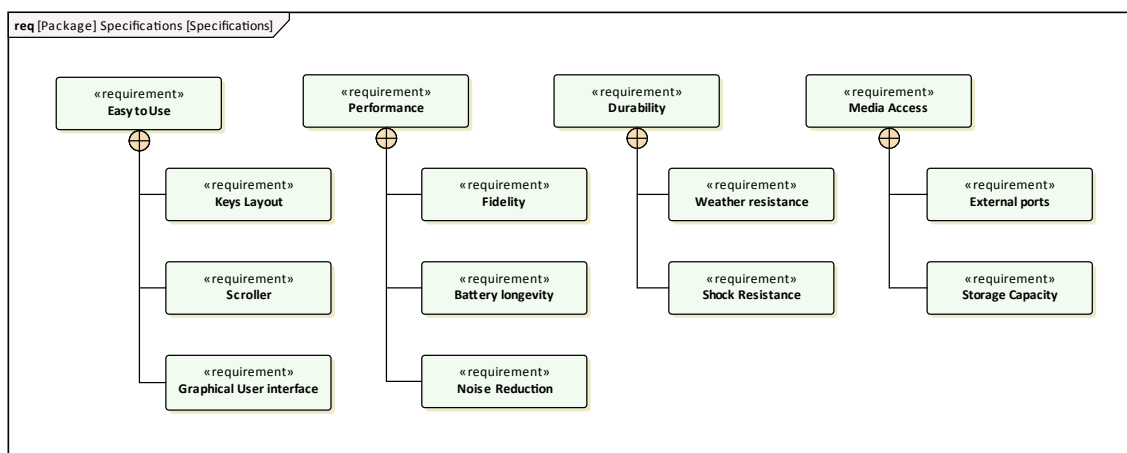 req [Package] Specifications [Specifications]
«requirement»
Easy to Use
«requirement»
Performance
«requirement»
Durability
«requirement»
Media Access
«requirement»
Keys Layout
«requirement»
Fidelity
«requirement»
Weather resistance
«requirement»
External ports
«requirement»
Scroller
«requirement»
Battery longevity
«requirement»
Shock Resistance
«requirement»
Storage Capacity
«requirement»
Graphical User interface
«requirement»
Noise Reduction